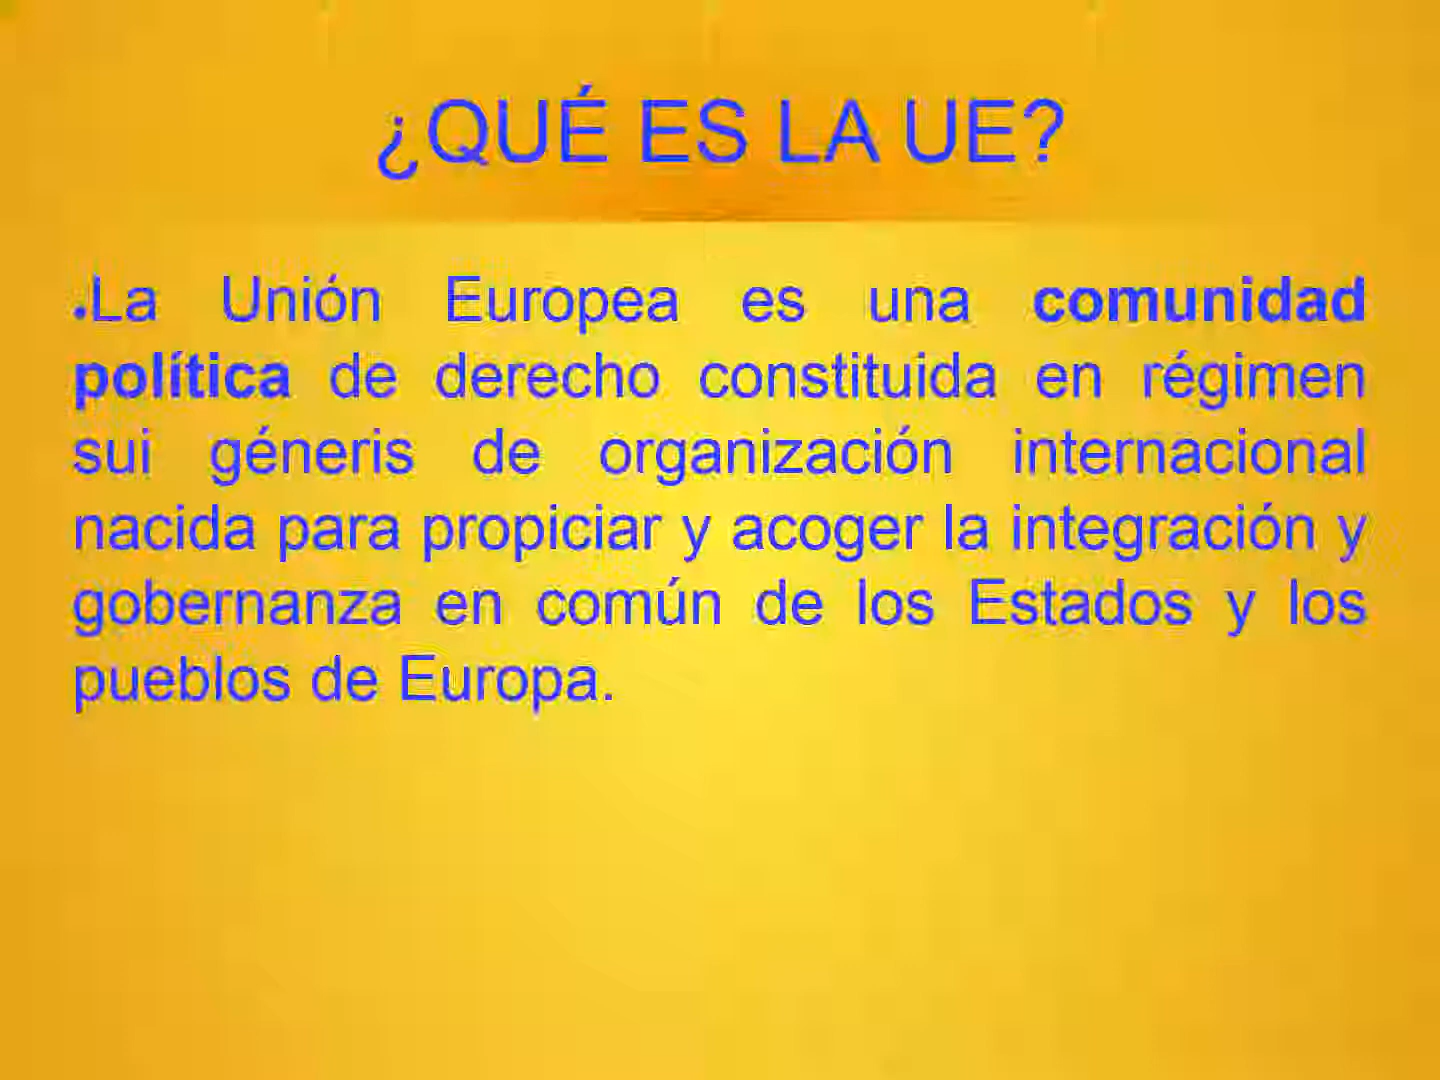 ¿QUÉ ES LA UE?
•La Unión Europea es una comunidad
política de derecho constituida en régimen
sui géneris de organización internacional
nacida para propiciar y acoger la integración y
gobernanza en común de los Estados y los
pueblos de Europa.